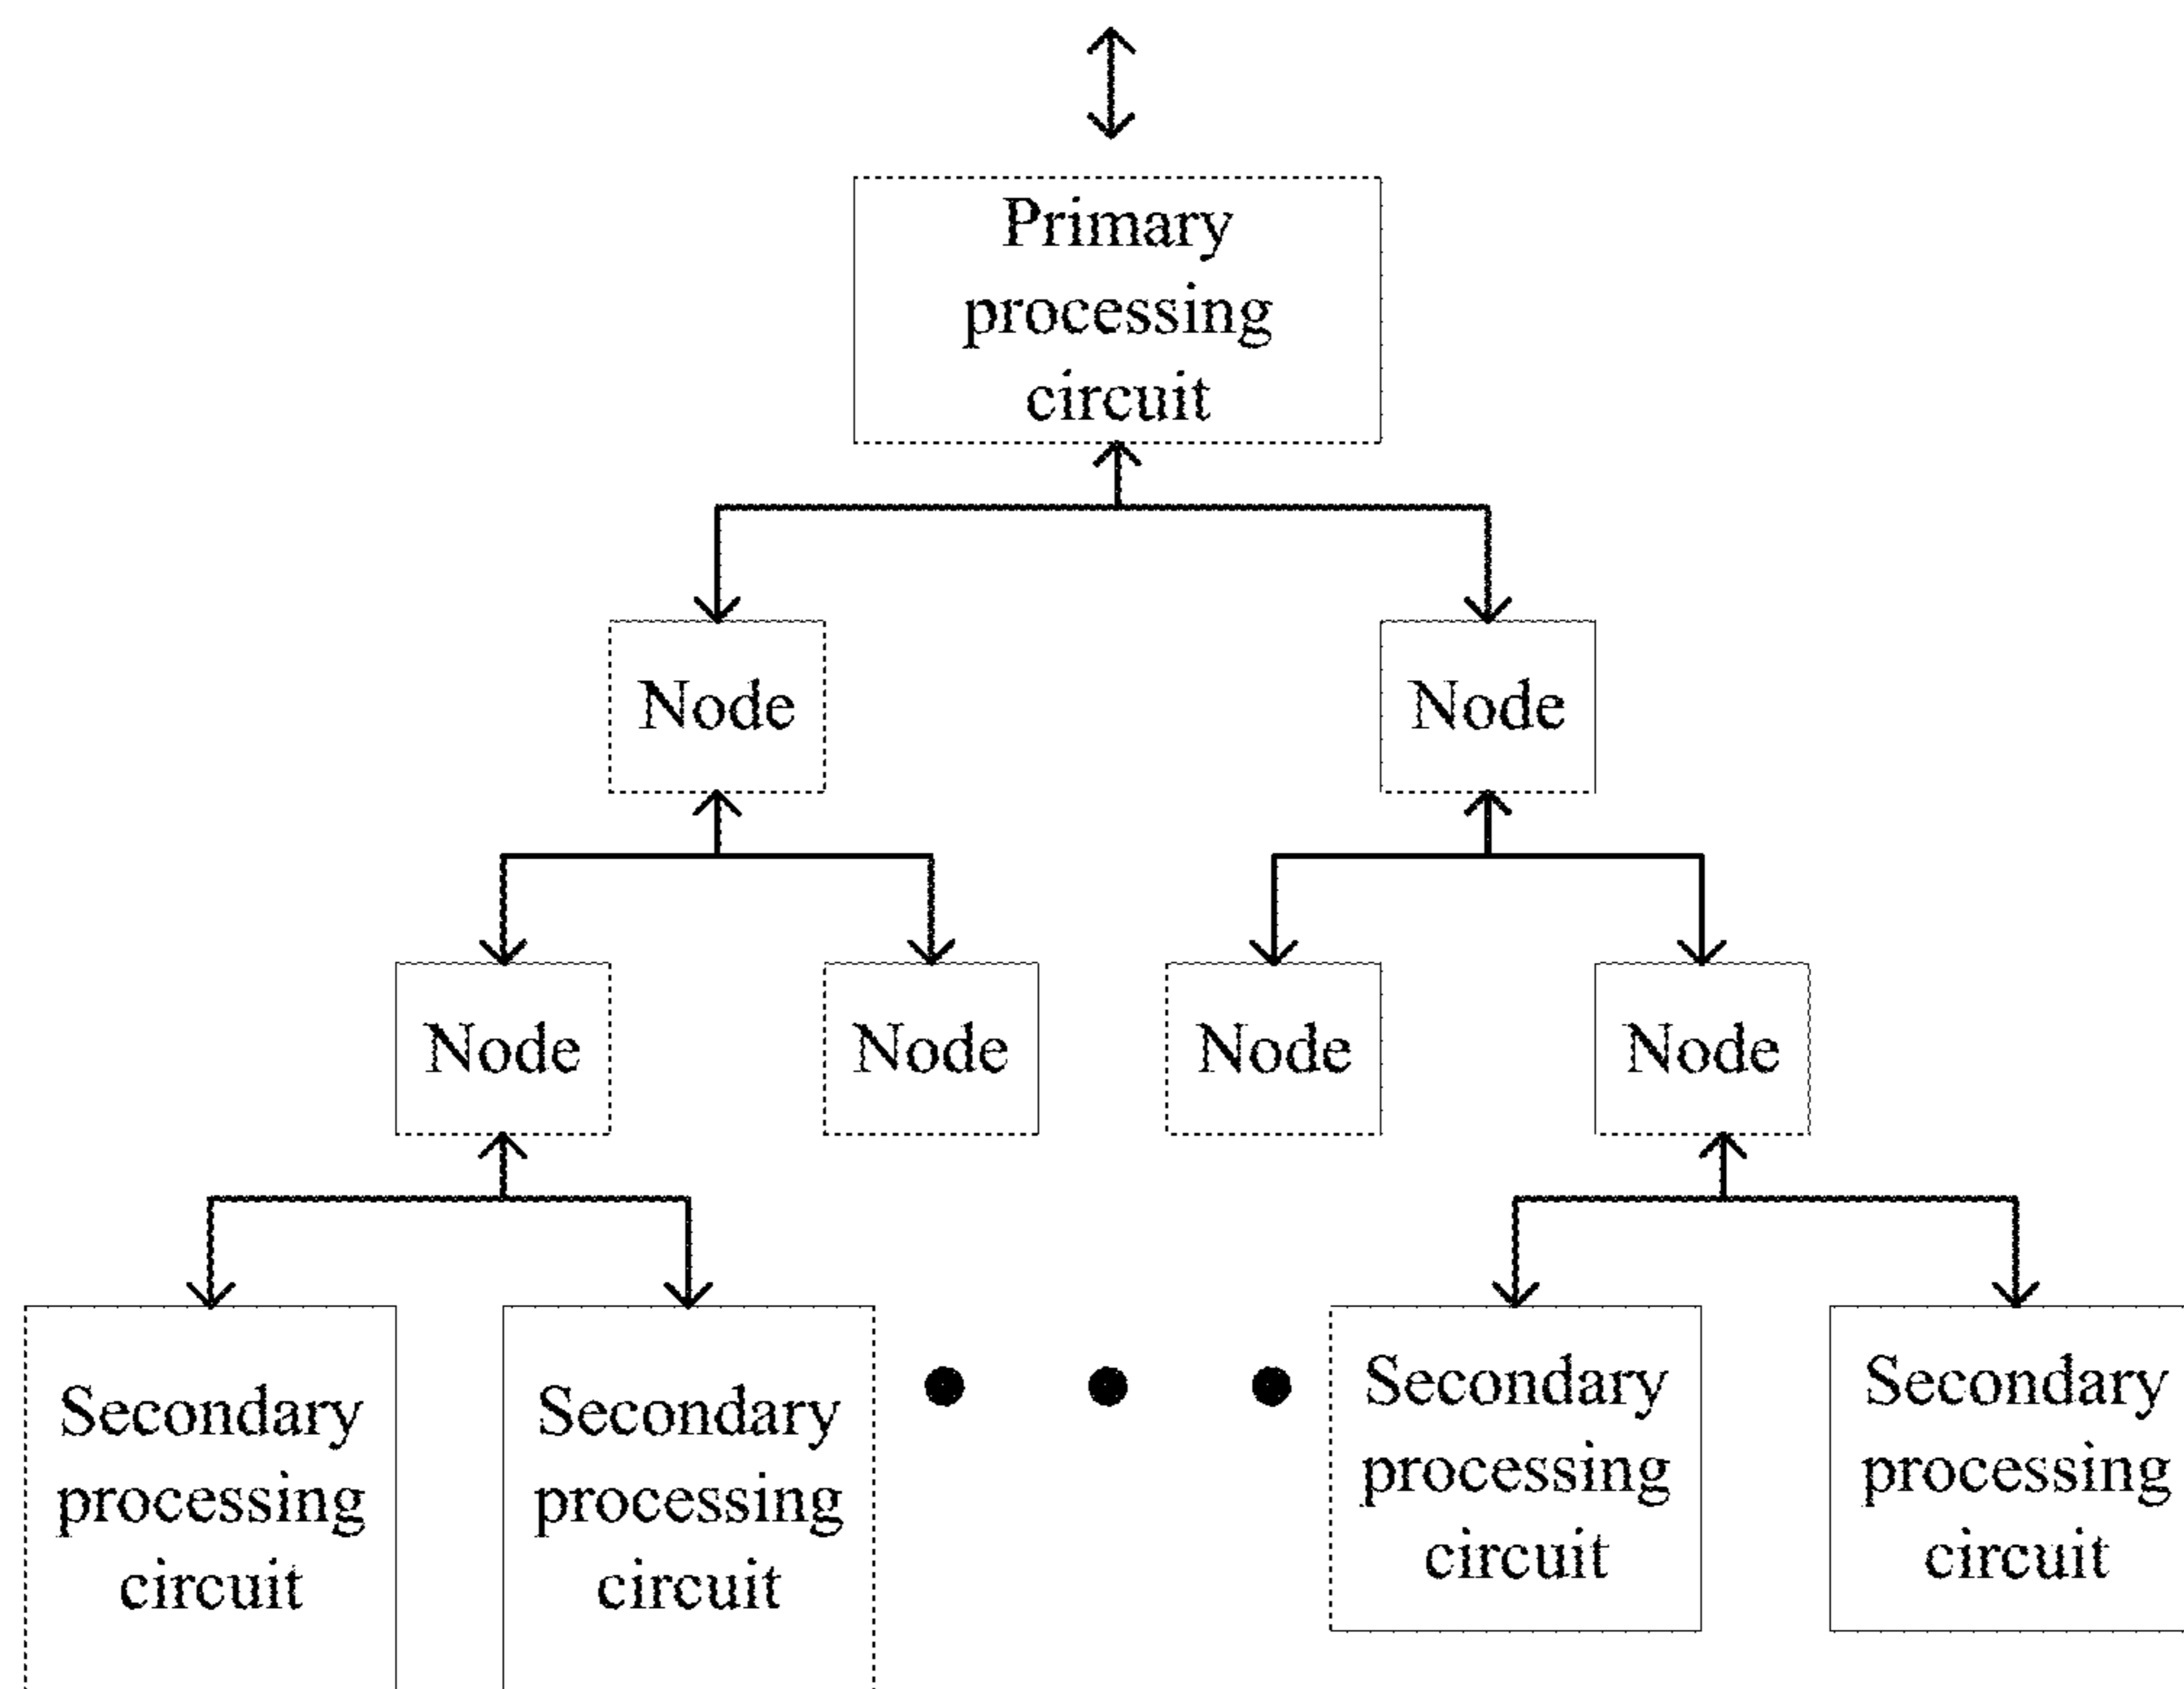 Primary
processing
circuit
Node
Node
Node
Node
Node
Node
Secondary
processing
circuit
Secondary
processing
circuit
Secondary
processing
circuit
Secondary
processing
circuit